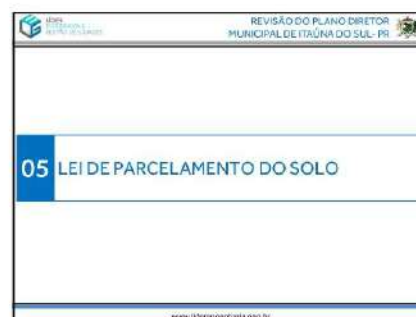 REVISÃO DO PLANO DIRETOR
MUNICIPAL DE ITAÚNA DO SUL- PR
05 LEI DE PARCELAMENTO DO SOLO